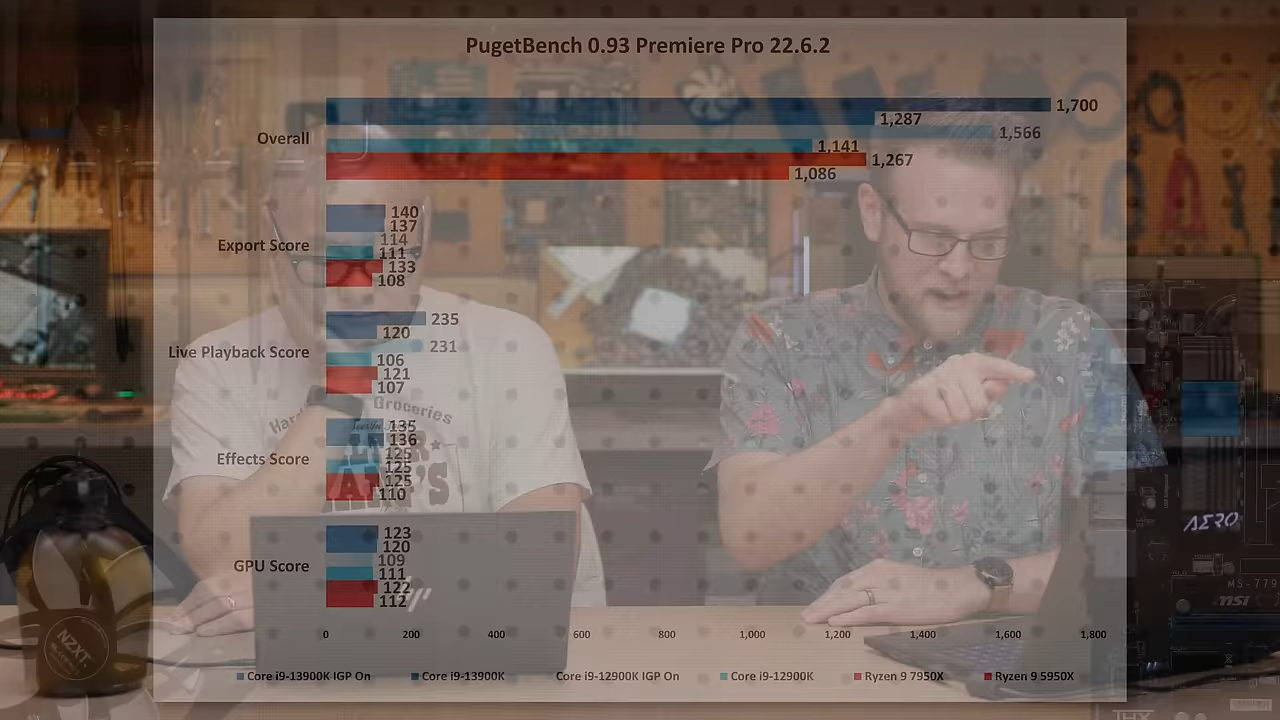 PugetBench 0.93 Premiere Pro 22.6.2
Overall
1,700
1,287
1,566
1,141
1,267
1,086
Export Score
140
137
114
111
133
108
Live Playback Score
235
120
231
106
121
107
Effects Score
135
136
125
125
125
110
GPU Score
123
120
109
111
122
112
0 200 400 600 800 1,000 1,200 1,400 1,600 1,800
Core i9-13900K IGP On Core i9-13900K Core i9-12900K IGP On Core i9-12900K Ryzen 9 7950X Ryzen 9 5950X
Groceries
NZXT
AERO
msi